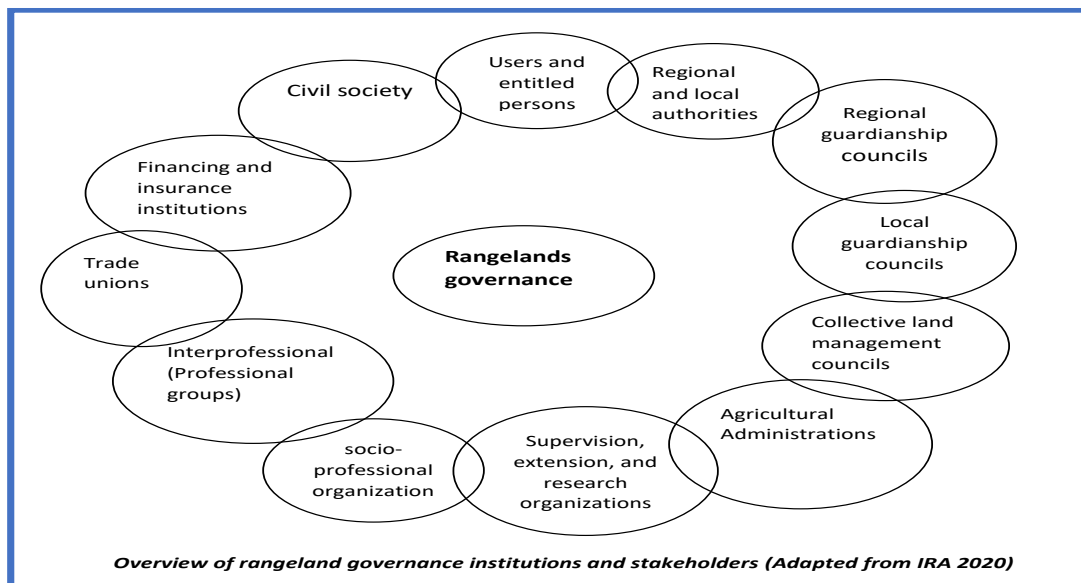 Users and
entitled
persons
Regional
and local
authorities
Regional
guardianship
councils
Local
guardianship
councils
Collective land
management
councils
Agricultural
Administrations
Supervision,
extension, and
research
organizations
socio-
professional
organization
Interprofessional
(Professional
groups)
Trade
unions
Financing and
insurance
institutions
Civil society
Rangelands
governance
Overview of rangeland governance institutions and stakeholders (Adapted from IRA 2020)